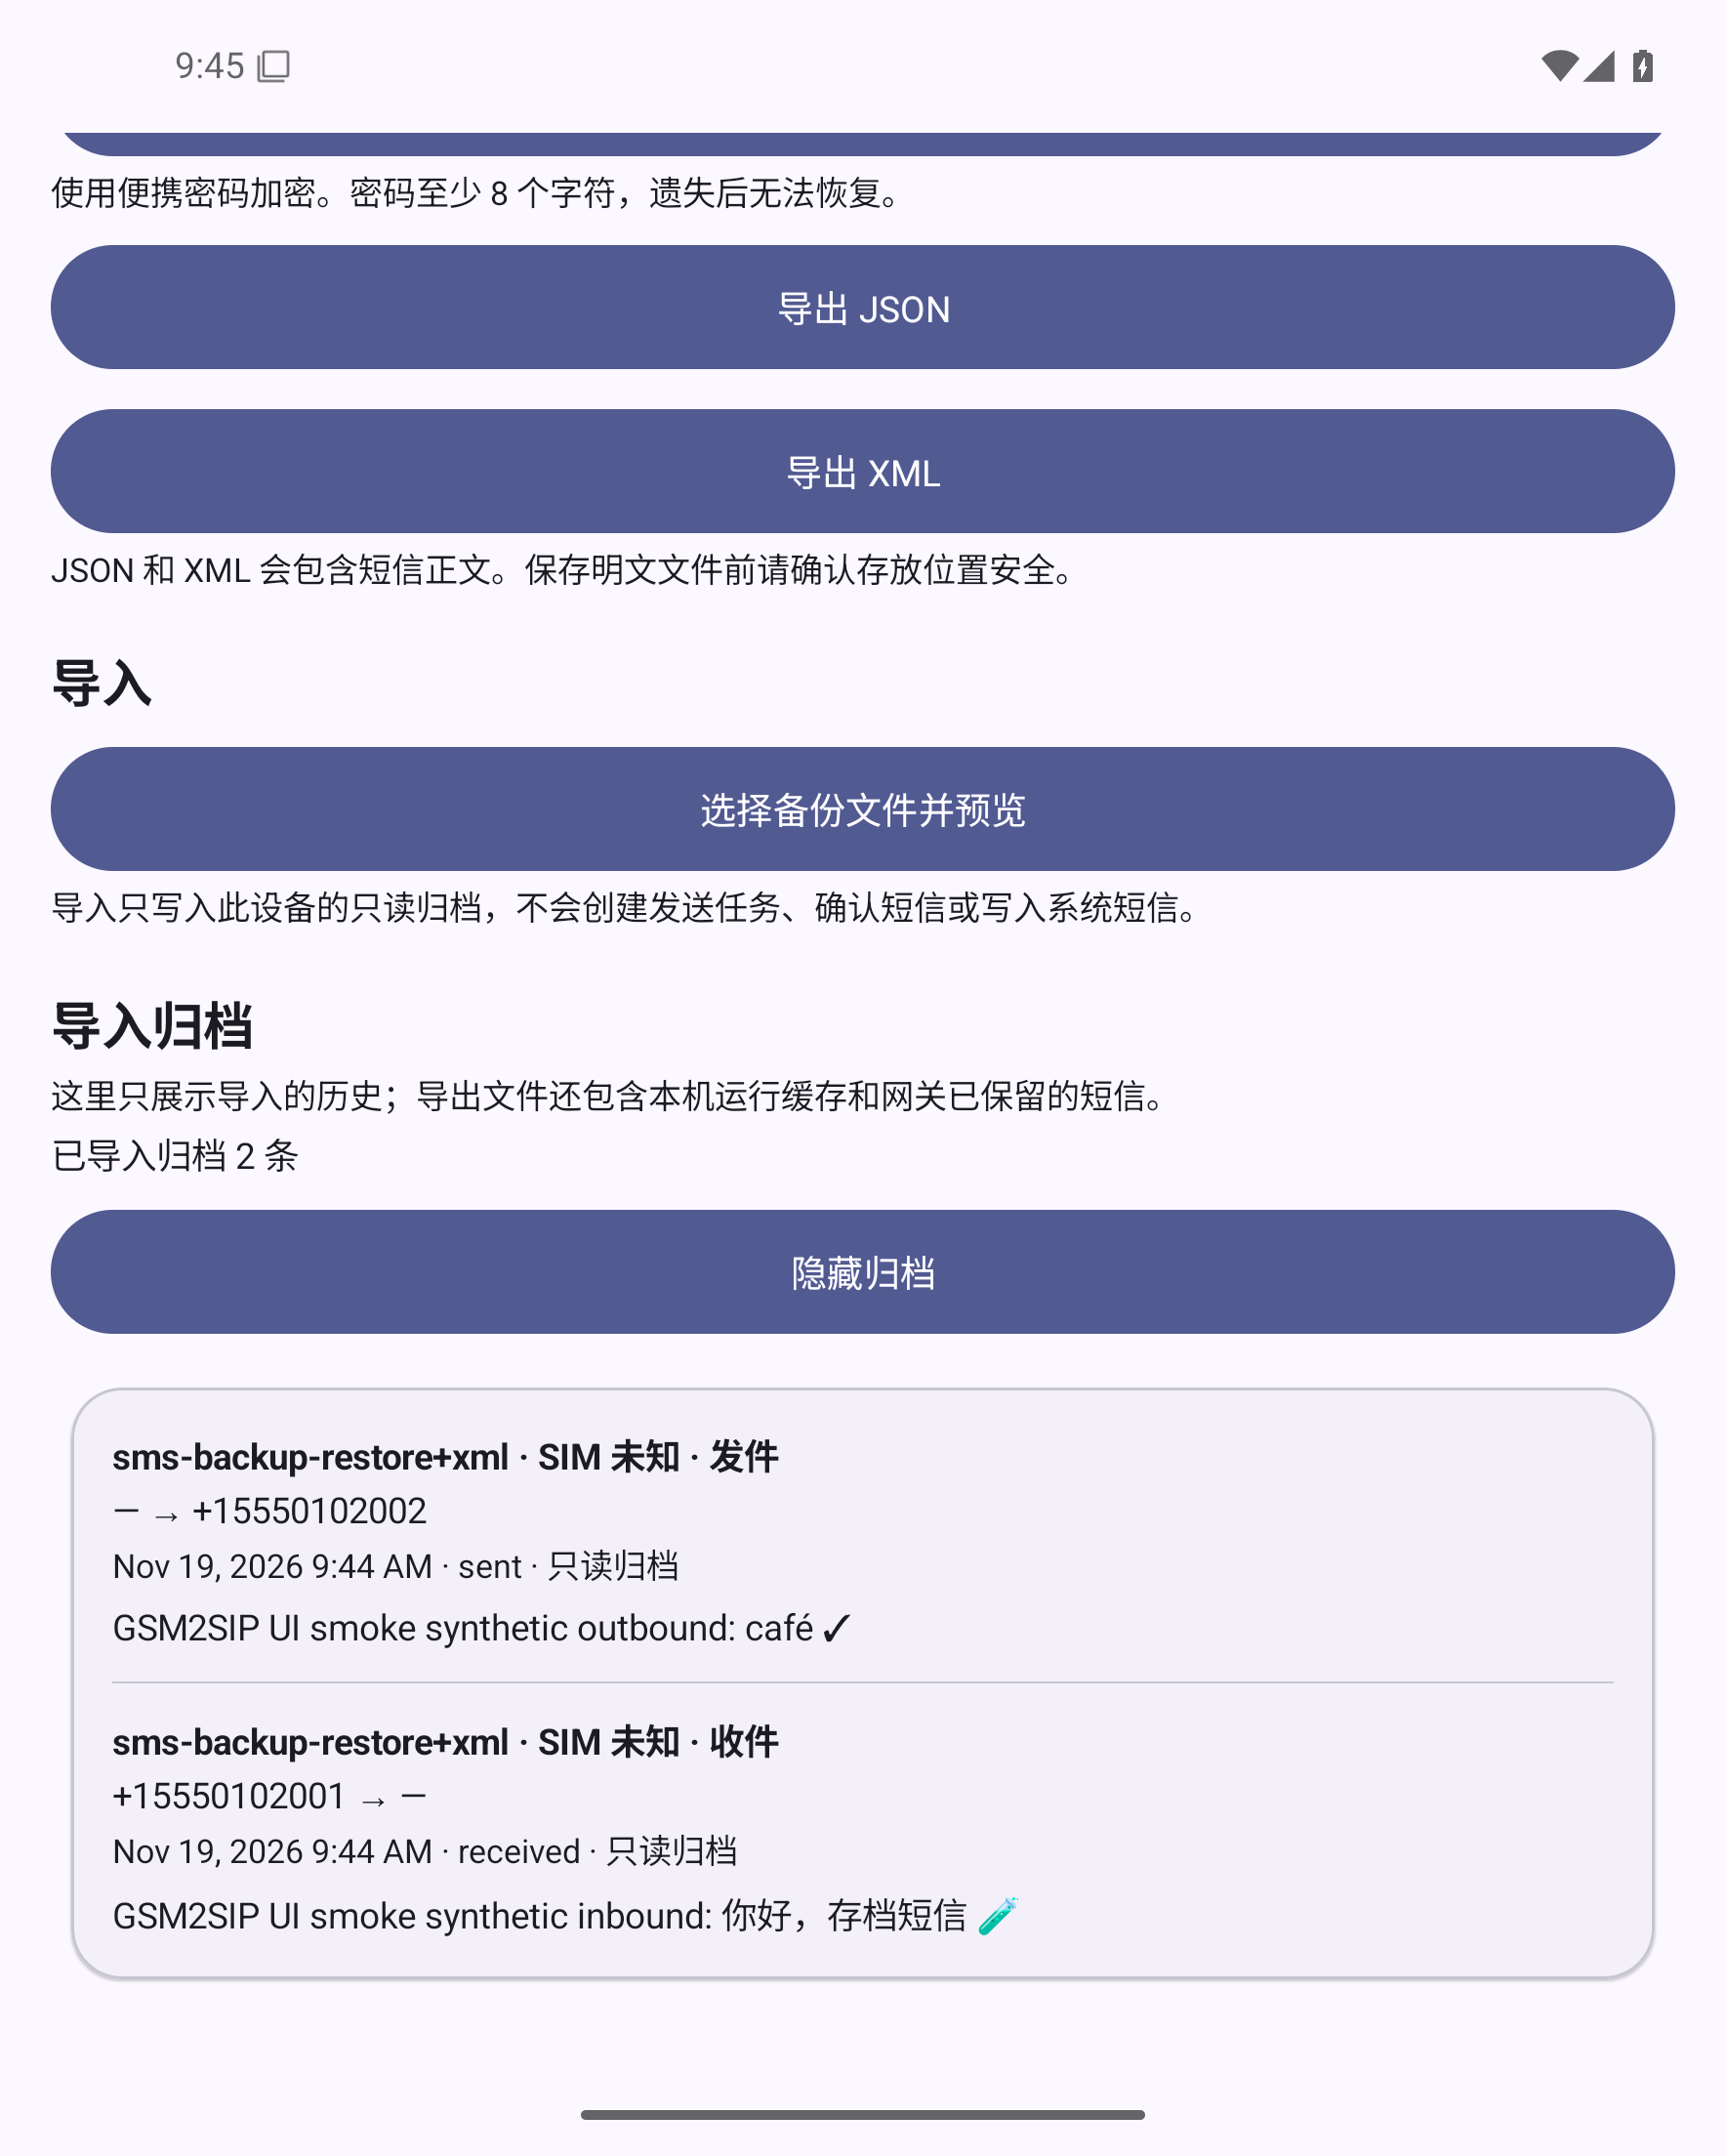 9:45
使用便携密码加密。密码至少 8 个字符，遗失后无法恢复。
导出 JSON
导出 XML
JSON 和 XML 会包含短信正文。保存明文文件前请确认存放位置安全。
导入
选择备份文件并预览
导入只写入此设备的只读归档，不会创建发送任务、确认短信或写入系统短信。
导入归档
这里只展示导入的历史；导出文件还包含本机运行缓存和网关已保留的短信。
已导入归档 2 条
隐藏归档
sms-backup-restore+xml · SIM 未知 · 发件
— → +15550102002
Nov 19, 2026 9:44 AM · sent · 只读归档
GSM2SIP UI smoke synthetic outbound: café ✓
sms-backup-restore+xml · SIM 未知 · 收件
+15550102001 → —
Nov 19, 2026 9:44 AM · received · 只读归档
GSM2SIP UI smoke synthetic inbound: 你好，存档短信 🧪